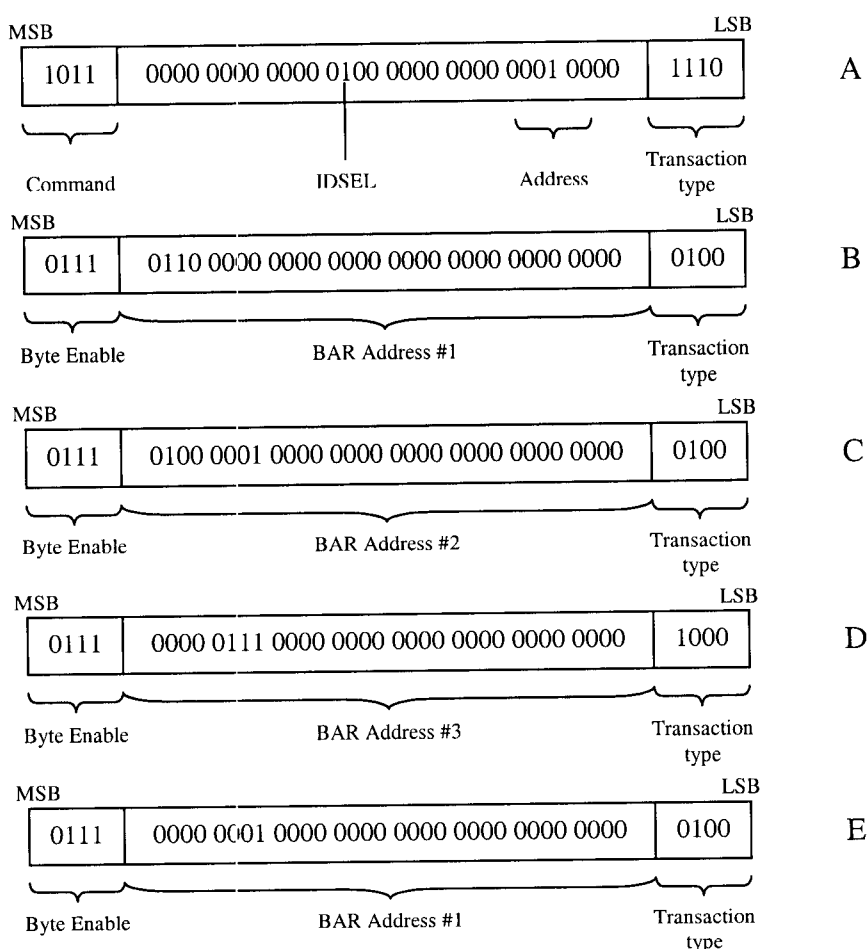 MSB LSB
1011 0000 0000 0000 0100 0000 0000 0001 0000 1110 A
Command IDSEL Address Transaction
type
MSB LSB
0111 0110 0000 0000 0000 0000 0000 0000 0000 0100 B
Byte Enable BAR Address #1 Transaction
type
MSB LSB
0111 0100 0001 0000 0000 0000 0000 0000 0000 0100 C
Byte Enable BAR Address #2 Transaction
type
MSB LSB
0111 0000 0111 0000 0000 0000 0000 0000 0000 1000 D
Byte Enable BAR Address #3 Transaction
type
MSB LSB
0111 0000 0001 0000 0000 0000 0000 0000 0000 0100 E
Byte Enable BAR Address #1 Transaction
type